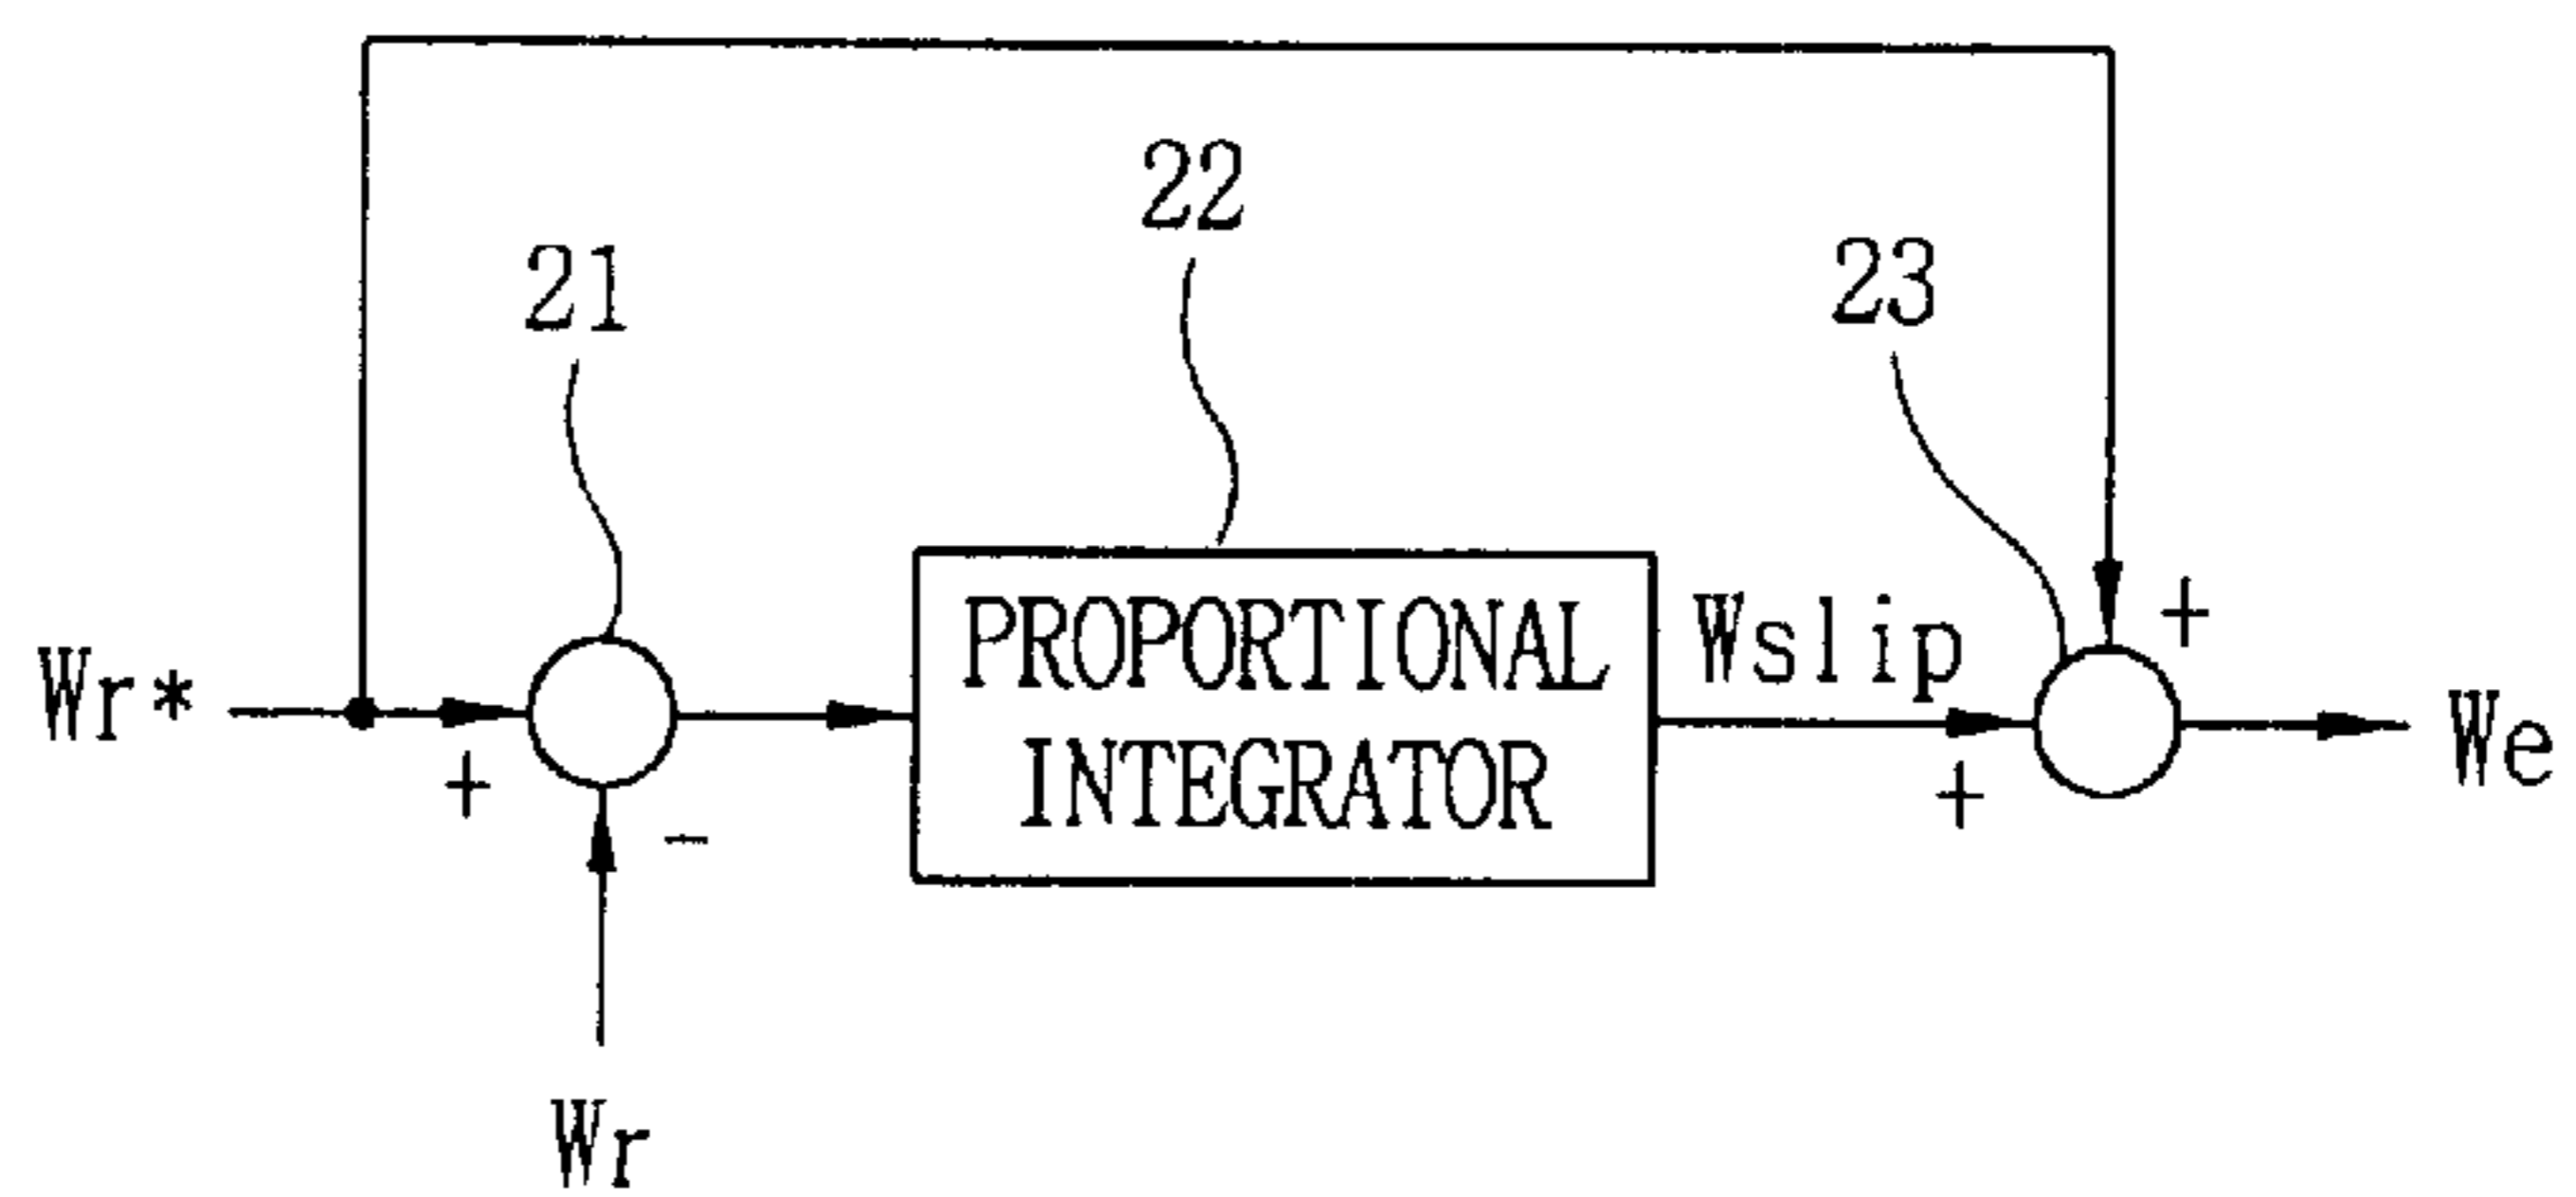 22
21
23
PROPORTIONAL
INTEGRATOR
Wslip
+
Wr*
We
+
+
-
Wr